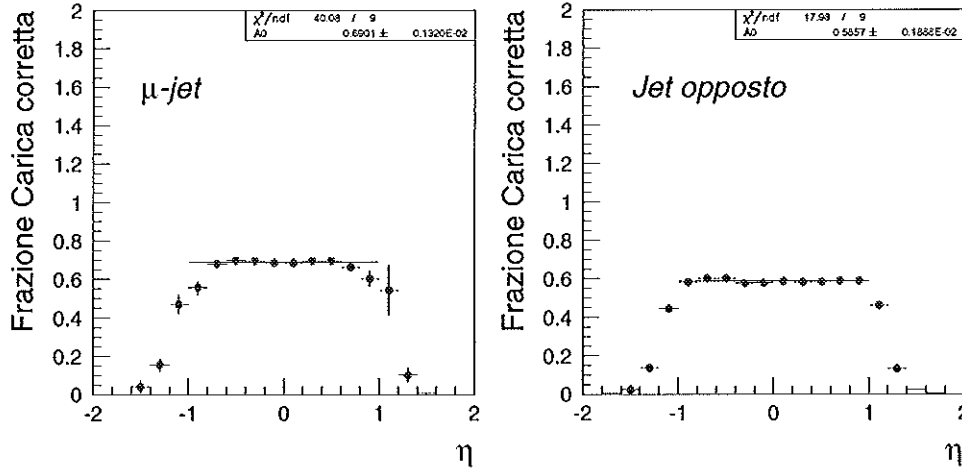 χ²/ndf 40.08 / 9
A0 0.6901 ± 0.1320E-02
μ-jet
Frazione Carica corretta
2
1.8
1.6
1.4
1.2
1
0.8
0.6
0.4
0.2
0
-2 -1 0 1 2
η
χ²/ndf 17.93 / 9
A0 0.5857 ± 0.1888E-02
Jet opposto
Frazione Carica corretta
2
1.8
1.6
1.4
1.2
1
0.8
0.6
0.4
0.2
0
-2 -1 0 1 2
η